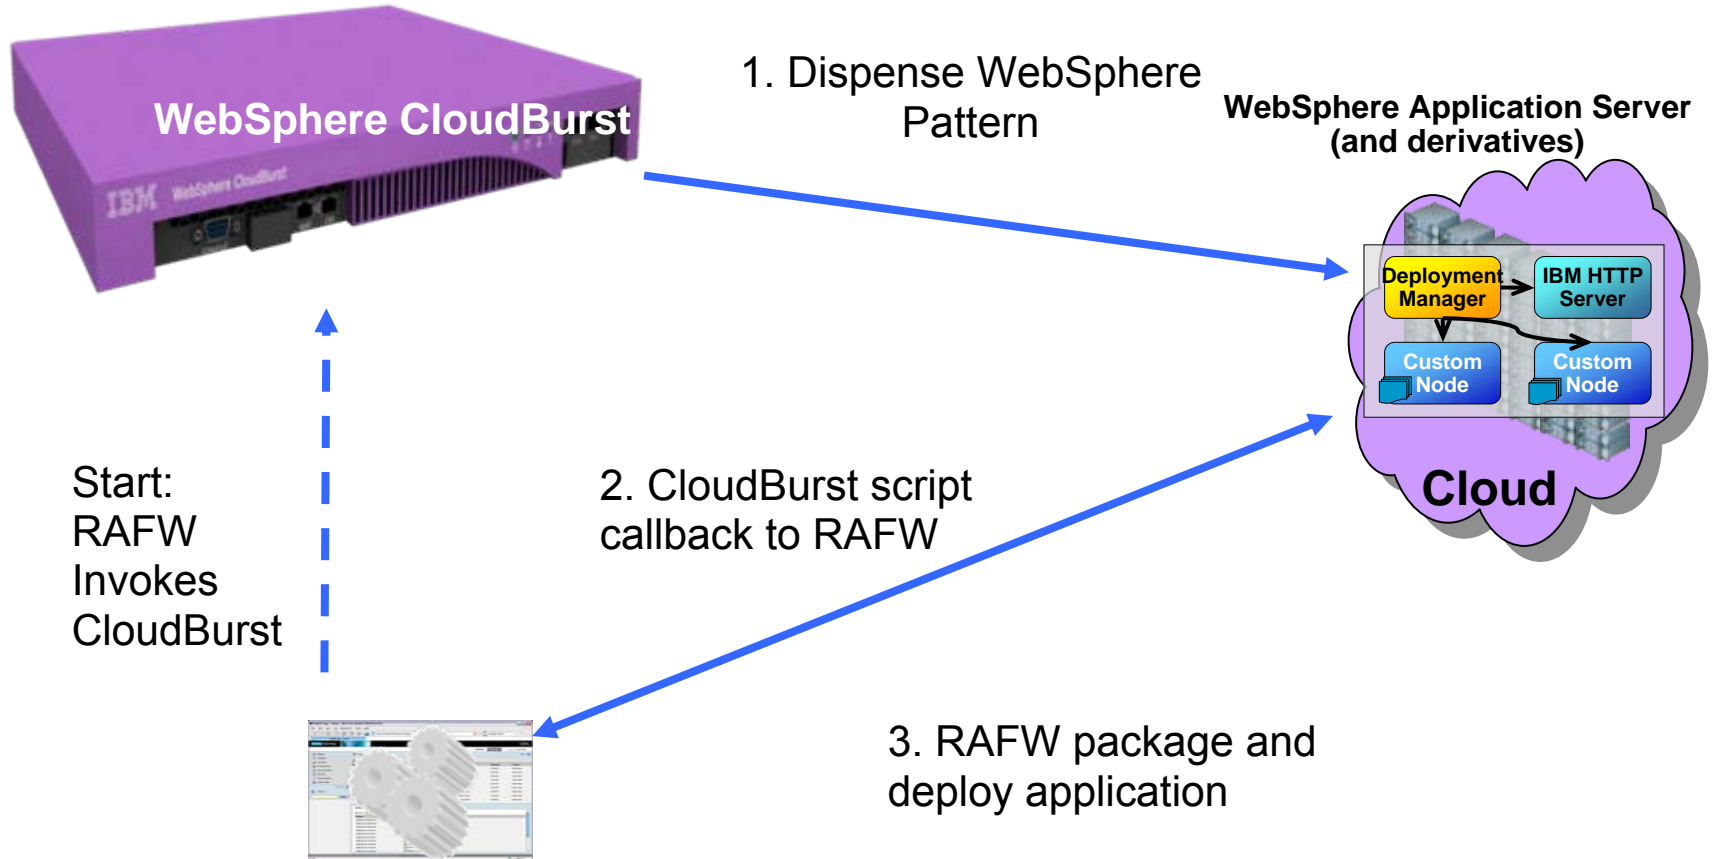 1. Dispense WebSphere
Pattern
WebSphere CloudBurst
IBM WebSphere CloudBurst
WebSphere Application Server
(and derivatives)
Deployment
Manager
IBM HTTP
Server
Custom
Node
Custom
Node
Cloud
Start:
RAFW
Invokes
CloudBurst
2. CloudBurst script
callback to RAFW
3. RAFW package and
deploy application